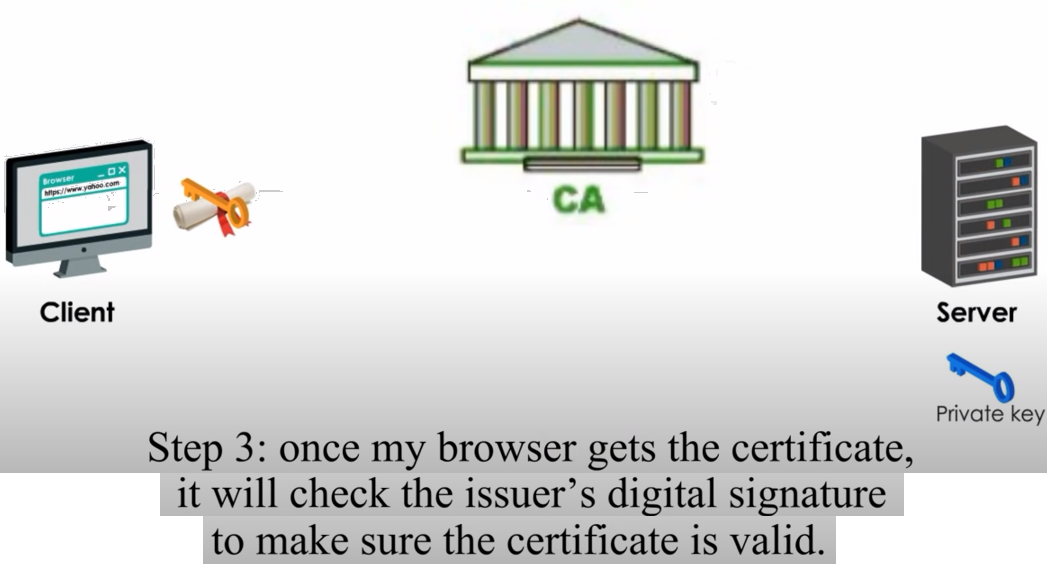 CA
Browser
https://www.yahoo.com
Client
Server
Private key
Step 3: once my browser gets the certificate,
it will check the issuer’s digital signature
to make sure the certificate is valid.